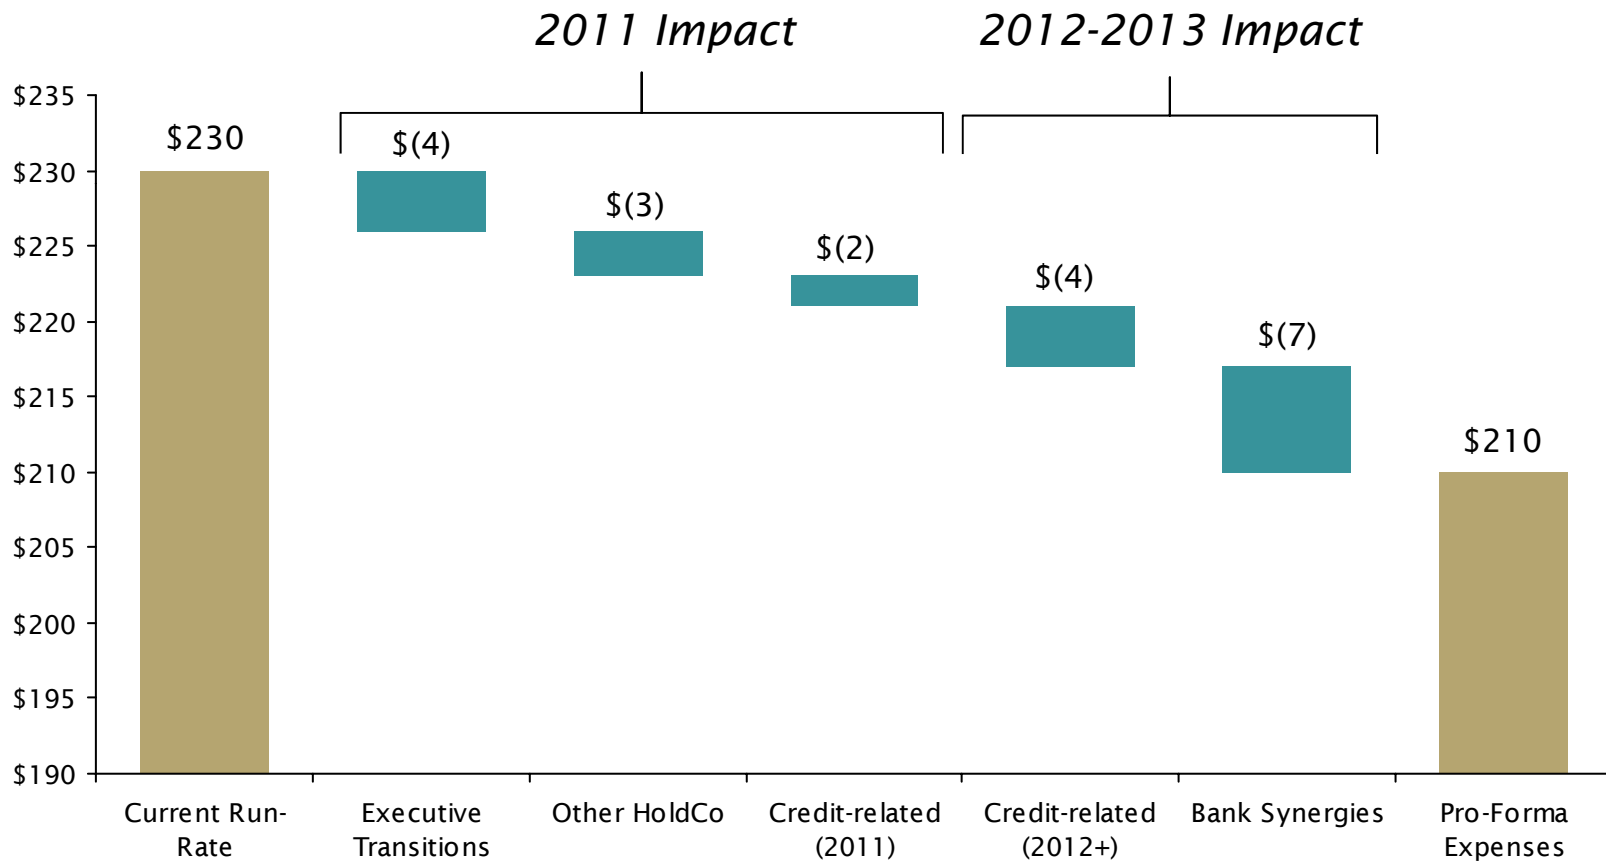 2011 Impact
2012-2013 Impact
$235
$230
$225
$220
$215
$210
$205
$200
$195
$190
$230
$(4)
$(3)
$(2)
$(4)
$(7)
$210
Current Run-
Rate
Executive
Transitions
Other HoldCo
Credit-related
(2011)
Credit-related
(2012+)
Bank Synergies
Pro-Forma
Expenses